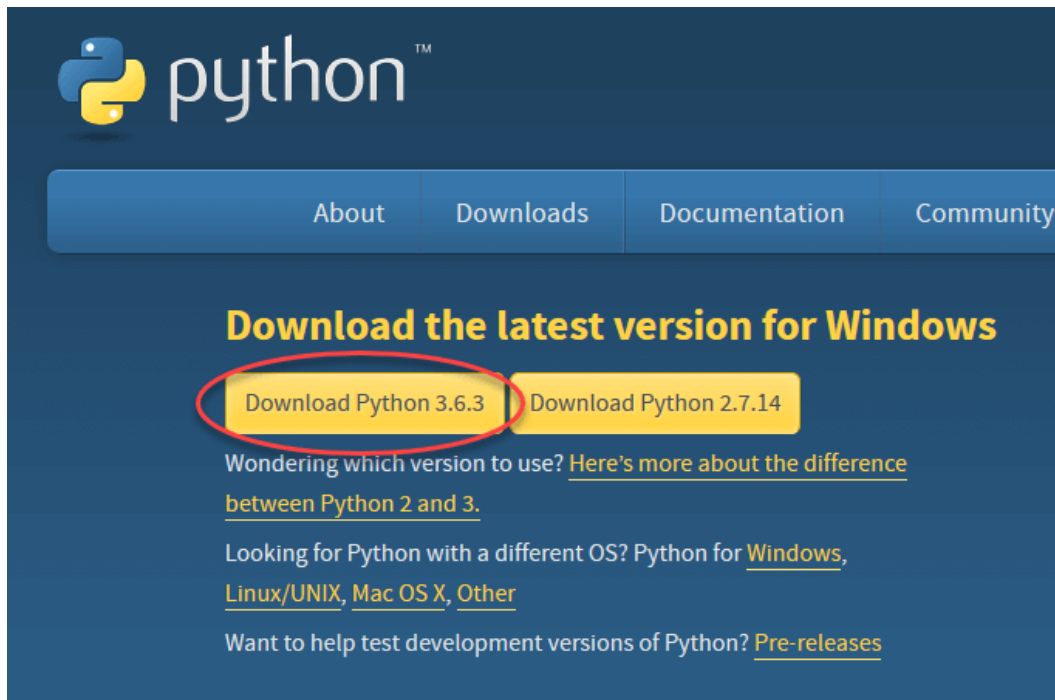 python™
About Downloads Documentation Community
Download the latest version for Windows
Download Python 3.6.3 Download Python 2.7.14
Wondering which version to use? Here's more about the difference
between Python 2 and 3.
Looking for Python with a different OS? Python for Windows,
Linux/UNIX, Mac OS X, Other
Want to help test development versions of Python? Pre-releases